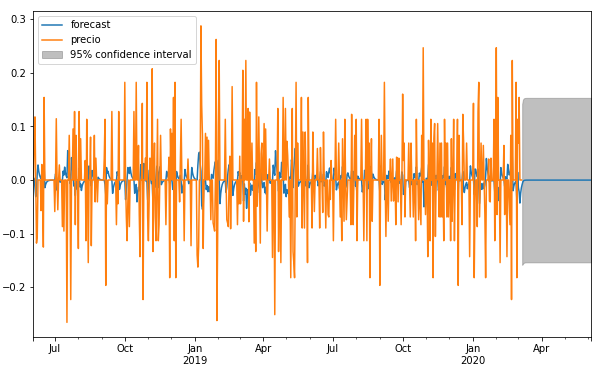 forecast
precio
95% confidence interval
0.3
0.2
0.1
0.0
−0.1
−0.2
Jul
Oct
Jan
2019
Apr
Jul
Oct
Jan
2020
Apr